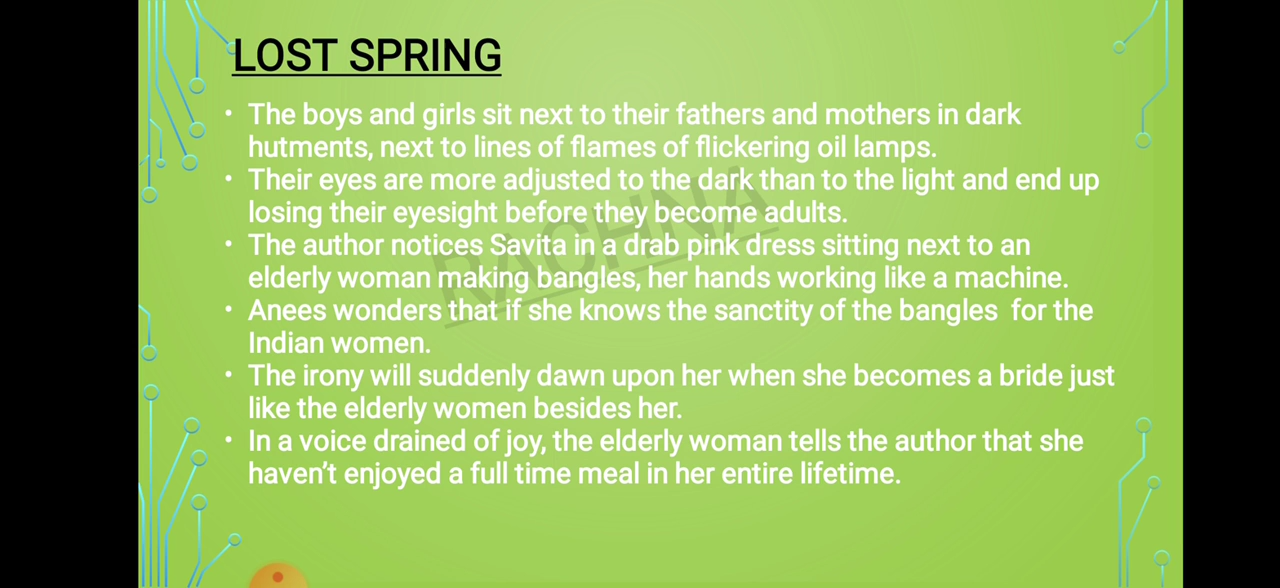 LOST SPRING
• The boys and girls sit next to their fathers and mothers in dark
hutments, next to lines of flames of flickering oil lamps.
• Their eyes are more adjusted to the dark than to the light and end up
losing their eyesight before they become adults.
• The author notices Savita in a drab pink dress sitting next to an
elderly woman making bangles, her hands working like a machine.
• Anees wonders that if she knows the sanctity of the bangles  for the
Indian women.
• The irony will suddenly dawn upon her when she becomes a bride just
like the elderly women besides her.
• In a voice drained of joy, the elderly woman tells the author that she
haven't enjoyed a full time meal in her entire lifetime.
RACHNA